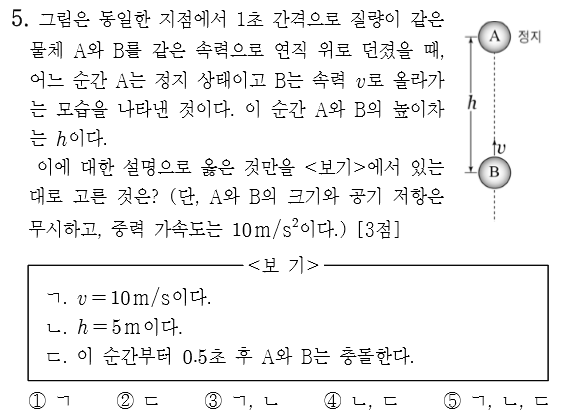 5. 그림은 동일한 지점에서 1초 간격으로 질량이 같은
물체 A와 B를 같은 속력으로 연직 위로 던졌을 때,
어느 순간 A는 정지 상태이고 B는 속력 v로 올라가
는 모습을 나타낸 것이다. 이 순간 A와 B의 높이차
는 h이다.
이에 대한 설명으로 옳은 것만을 <보기>에서 있는
대로 고른 것은? (단, A와 B의 크기와 공기 저항은
무시하고, 중력 가속도는 10m/s²이다.) [3점]
A 정지
h
v
B
<보 기>
ㄱ. v=10m/s이다.
ㄴ. h=5m이다.
ㄷ. 이 순간부터 0.5초 후 A와 B는 충돌한다.
① ㄱ ② ㄷ ③ ㄱ, ㄴ ④ ㄴ, ㄷ ⑤ ㄱ, ㄴ, ㄷ